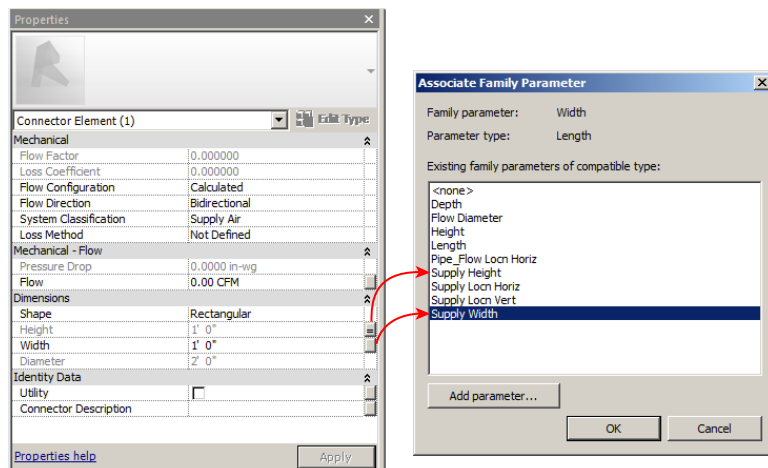 Properties
Connector Element (1)
Edit Type
Mechanical
Flow Factor 0.000000
Loss Coefficient 0.000000
Flow Configuration Calculated
Flow Direction Bidirectional
System Classification Supply Air
Loss Method Not Defined
Mechanical - Flow
Pressure Drop 0.0000 in-wg
Flow 0.00 CFM
Dimensions
Shape Rectangular
Height 1' 0"
Width 1' 0"
Diameter 2' 0"
Identity Data
Utility
Connector Description
Properties help
Apply
Associate Family Parameter
Family parameter: Width
Parameter type: Length
Existing family parameters of compatible type:
<none>
Depth
Flow Diameter
Height
Length
Pipe_Flow Locn Horiz
Supply Height
Supply Locn Horiz
Supply Locn Vert
Supply Width
Add parameter...
OK
Cancel